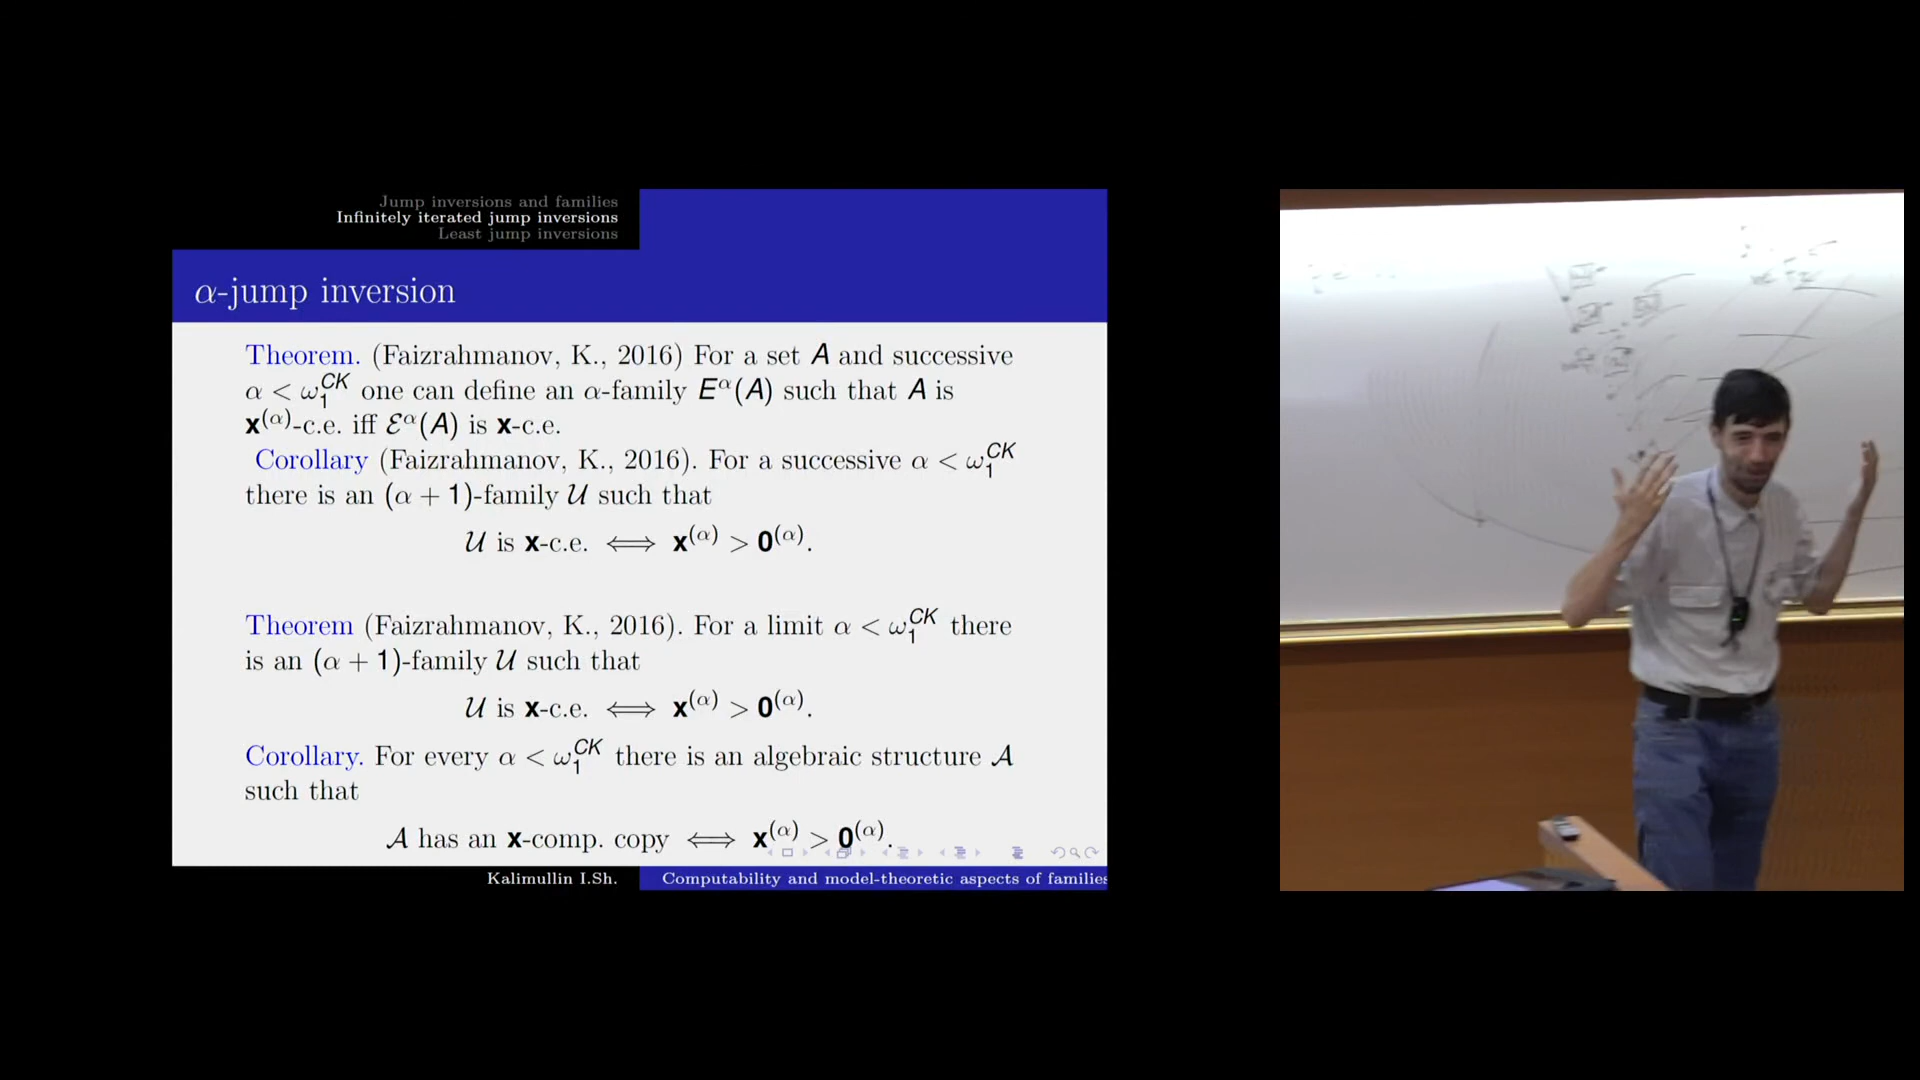 Jump inversions and families
Infinitely iterated jump inversions
Least jump inversions
α-jump inversion
Theorem. (Faizrahmanov, K., 2016) For a set A and successive
α < ω₁^CK one can define an α-family E^α(A) such that A is
x^(α)-c.e. iff ℰ^α(A) is x-c.e.
Corollary (Faizrahmanov, K., 2016). For a successive α < ω₁^CK
there is an (α + 1)-family 𝒰 such that
𝒰 is x-c.e. ⟺ x^(α) > 0^(α).
Theorem (Faizrahmanov, K., 2016). For a limit α < ω₁^CK there
is an (α + 1)-family 𝒰 such that
𝒰 is x-c.e. ⟺ x^(α) > 0^(α).
Corollary. For every α < ω₁^CK there is an algebraic structure 𝒜
such that
𝒜 has an x-comp. copy ⟺ x^(α) > 0^(α).
Kalimullin I.Sh.
Computability and model-theoretic aspects of families